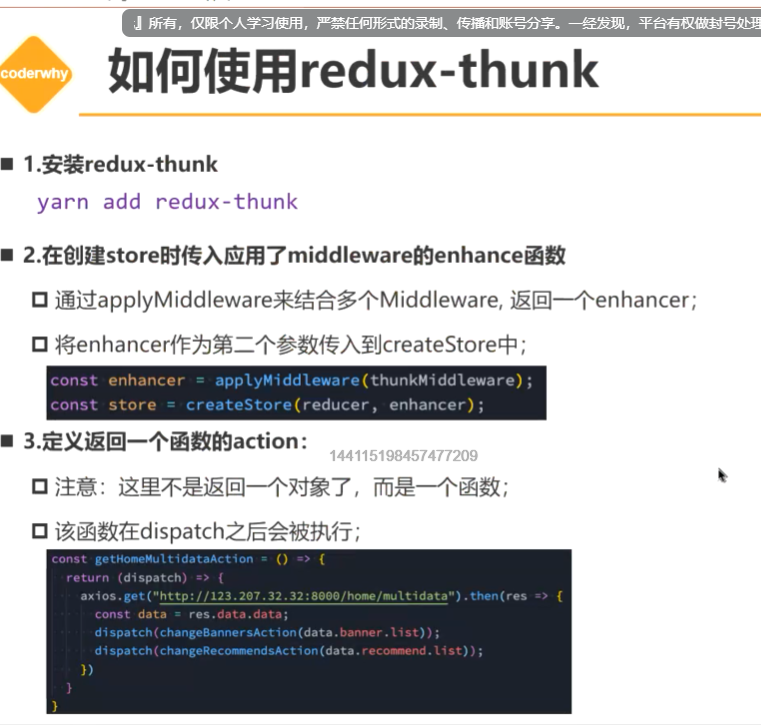 所有，仅限个人学习使用，严禁任何形式的录制、传播和账号分享。一经发现，平台有权做封号处理
coderwhy
如何使用redux-thunk
1.安装redux-thunk
yarn add redux-thunk
2.在创建store时传入应用了middleware的enhance函数
通过applyMiddleware来结合多个Middleware, 返回一个enhancer；
将enhancer作为第二个参数传入到createStore中；
const enhancer = applyMiddleware(thunkMiddleware);
const store = createStore(reducer, enhancer);
3.定义返回一个函数的action：
144115198457477209
注意：这里不是返回一个对象了，而是一个函数；
该函数在dispatch之后会被执行；
const getHomeMultidataAction = () => {
return (dispatch) => {
axios.get("http://123.207.32.32:8000/home/multidata").then(res => {
const data = res.data.data;
dispatch(changeBannersAction(data.banner.list));
dispatch(changeRecommendsAction(data.recommend.list));
})
}
}